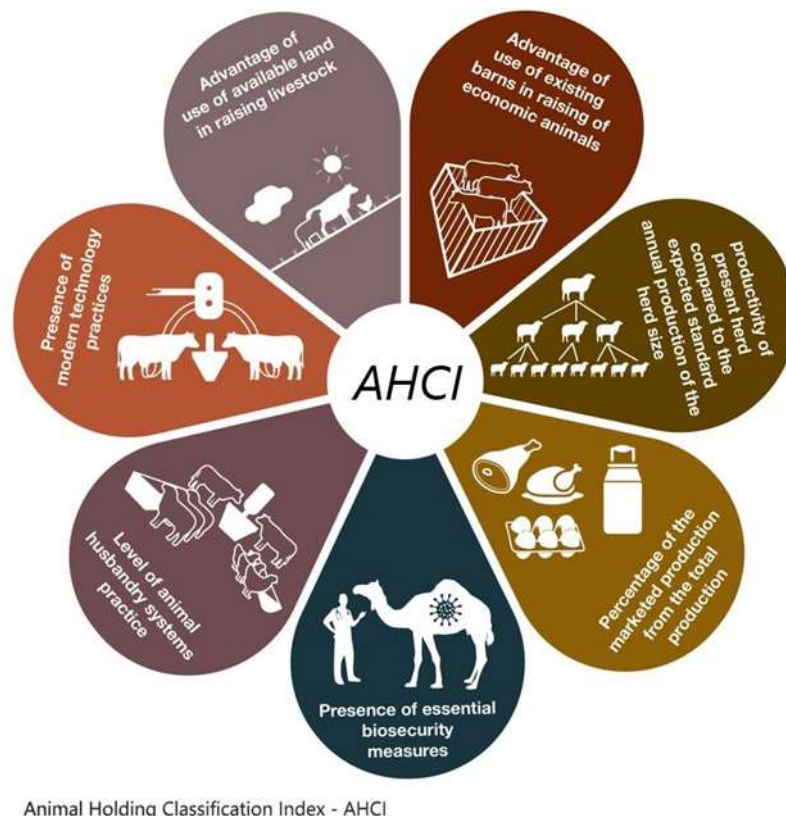 Advantage of
use of available land
in raising livestock
Advantage of
use of existing
barns in raising of
economic animals
productivity of
present herd
compared to the
expected standard
annual production of the
herd size
Percentage of the
marketed production
from the total
production
Presence of essential
biosecurity
measures
Level of animal
husbandry systems
practice
Presence of
modern technology
practices
AHCI
Animal Holding Classification Index - AHCI